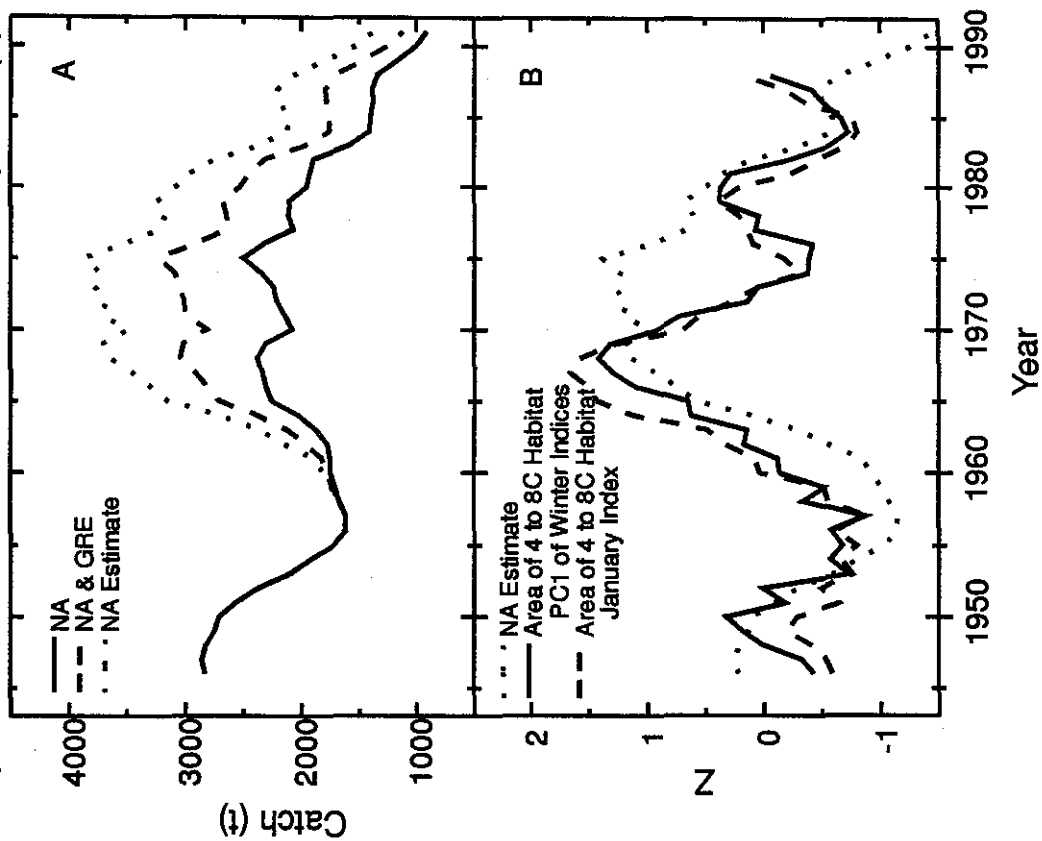 A
NA
NA & GRE
NA Estimate
4000
3000
2000
1000
Catch (t)
B
NA Estimate
Area of 4 to 8C Habitat
PC1 of Winter Indices
Area of 4 to 8C Habitat
January Index
2
1
0
-1
Z
1950
1960
1970
1980
1990
Year